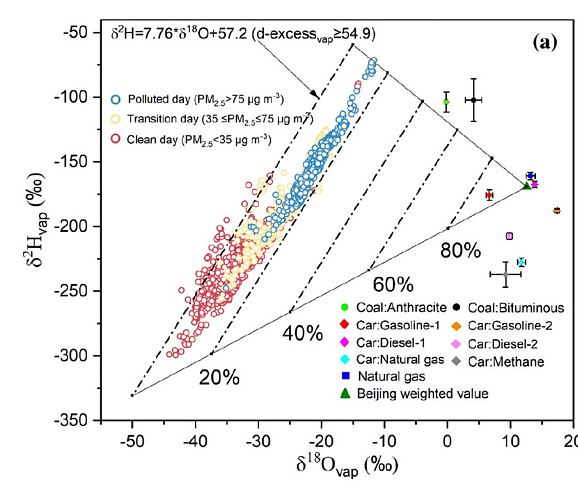 δ²H=7.76*δ¹⁸O+57.2 (d-excess_vap≥54.9)
(a)
Polluted day (PM₂.₅>75 μg m⁻³)
Transition day (35 ≤PM₂.₅≤75 μg m⁻³)
Clean day (PM₂.₅<35 μg m⁻³)
δ²H_vap (‰)
-50
-100
-150
-200
-250
-300
-350
20%
40%
60%
80%
Coal:Anthracite
Coal:Bituminous
Car:Gasoline-1
Car:Gasoline-2
Car:Diesel-1
Car:Diesel-2
Car:Natural gas
Car:Methane
Natural gas
Beijing weighted value
-50 -40 -30 -20 -10 0 10 20
δ¹⁸O_vap (‰)